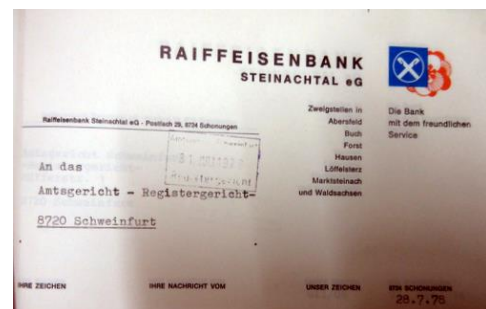 RAIFFEISENBANK
STEINACHTAL eG
Zweigstellen in
Abersfeld
Buch
Forst
Hausen
Löffelsterz
Marktsteinach
und Waldsachsen
Die Bank
mit dem freundlichen
Service
Raiffeisenbank Steinachtal eG - Postfach 29, 8724 Schonungen
An das
Amtsgericht - Registergericht-
8720 Schweinfurt
IHRE ZEICHEN
IHRE NACHRICHT VOM
UNSER ZEICHEN
8724 SCHONUNGEN
28.7.76